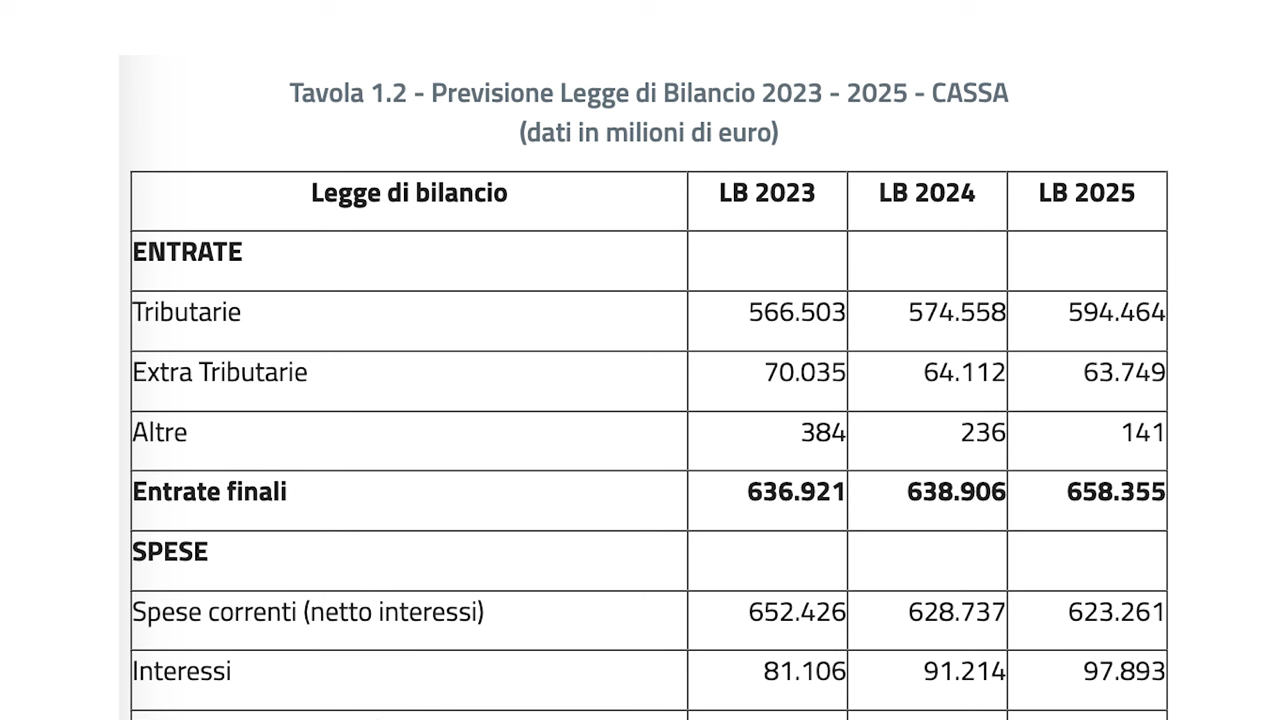 Tavola 1.2 - Previsione Legge di Bilancio 2023 - 2025 - CASSA
(dati in milioni di euro)
Legge di bilancio LB 2023 LB 2024 LB 2025
ENTRATE
Tributarie 566.503 574.558 594.464
Extra Tributarie 70.035 64.112 63.749
Altre 384 236 141
Entrate finali 636.921 638.906 658.355
SPESE
Spese correnti (netto interessi) 652.426 628.737 623.261
Interessi 81.106 91.214 97.893